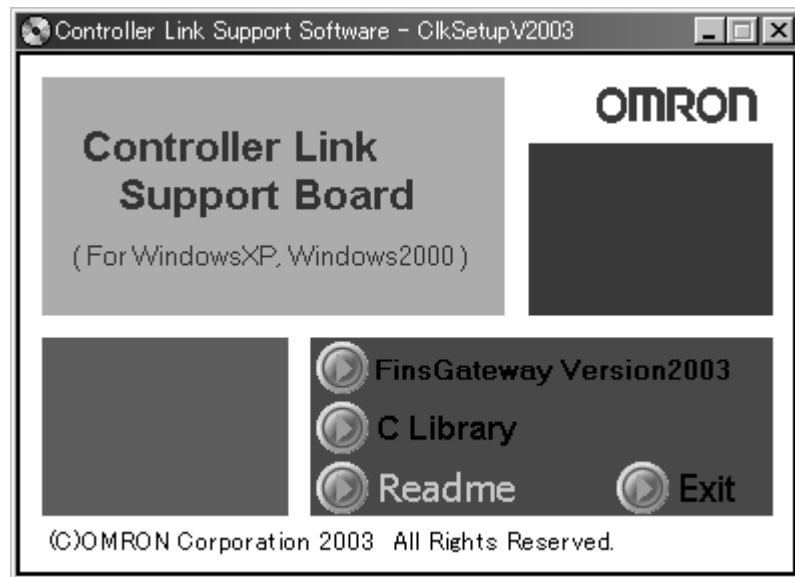 Controller Link Support Software - ClkSetupV2003
OMRON
Controller Link
Support Board
( For WindowsXP, Windows2000 )
FinsGateway Version2003
C Library
Readme
Exit
(C)OMRON Corporation 2003 All Rights Reserved.